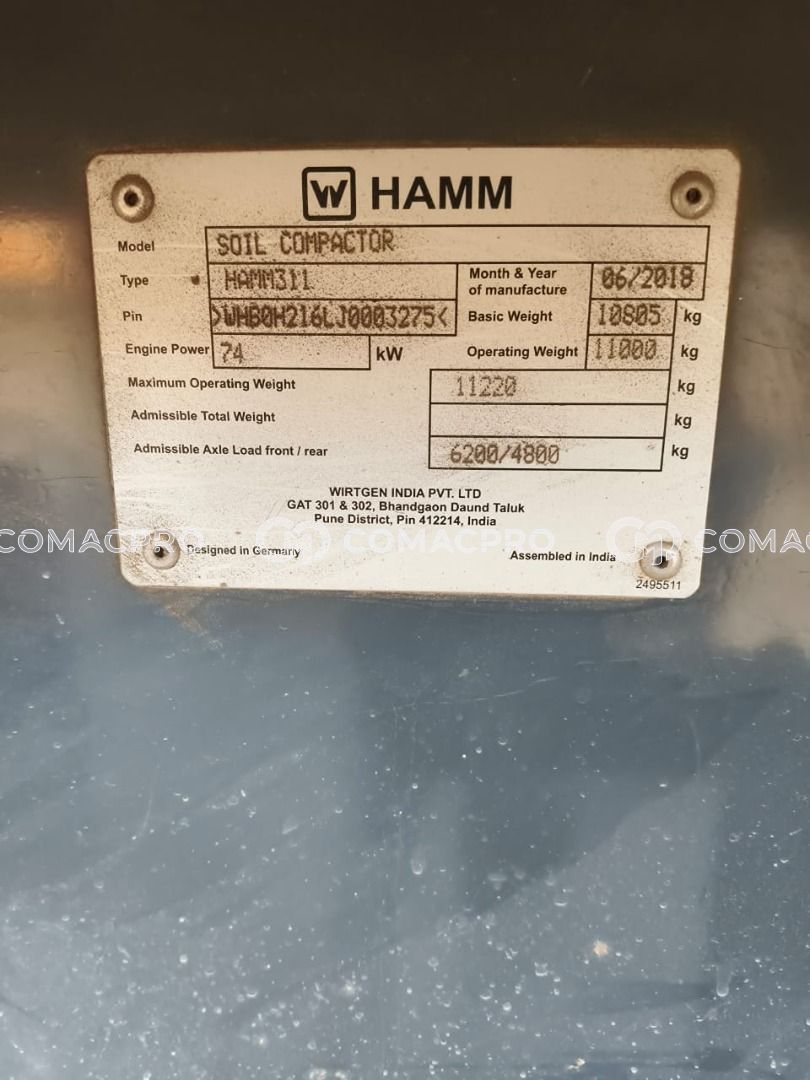 W HAMM
Model SOIL COMPACTOR
Type HAMM311 Month & Year of manufacture 06/2018
Pin >WHB0H216LJ0003275< Basic Weight 10805 kg
Engine Power 74 kW Operating Weight 11000 kg
Maximum Operating Weight 11220 kg
Admissible Total Weight kg
Admissible Axle Load front / rear 6200/4800 kg
WIRTGEN INDIA PVT. LTD
GAT 301 & 302, Bhandgaon Daund Taluk
Pune District, Pin 412214, India
COMACPRO COMACPRO COMAC
Designed in Germany Assembled in India
2495511